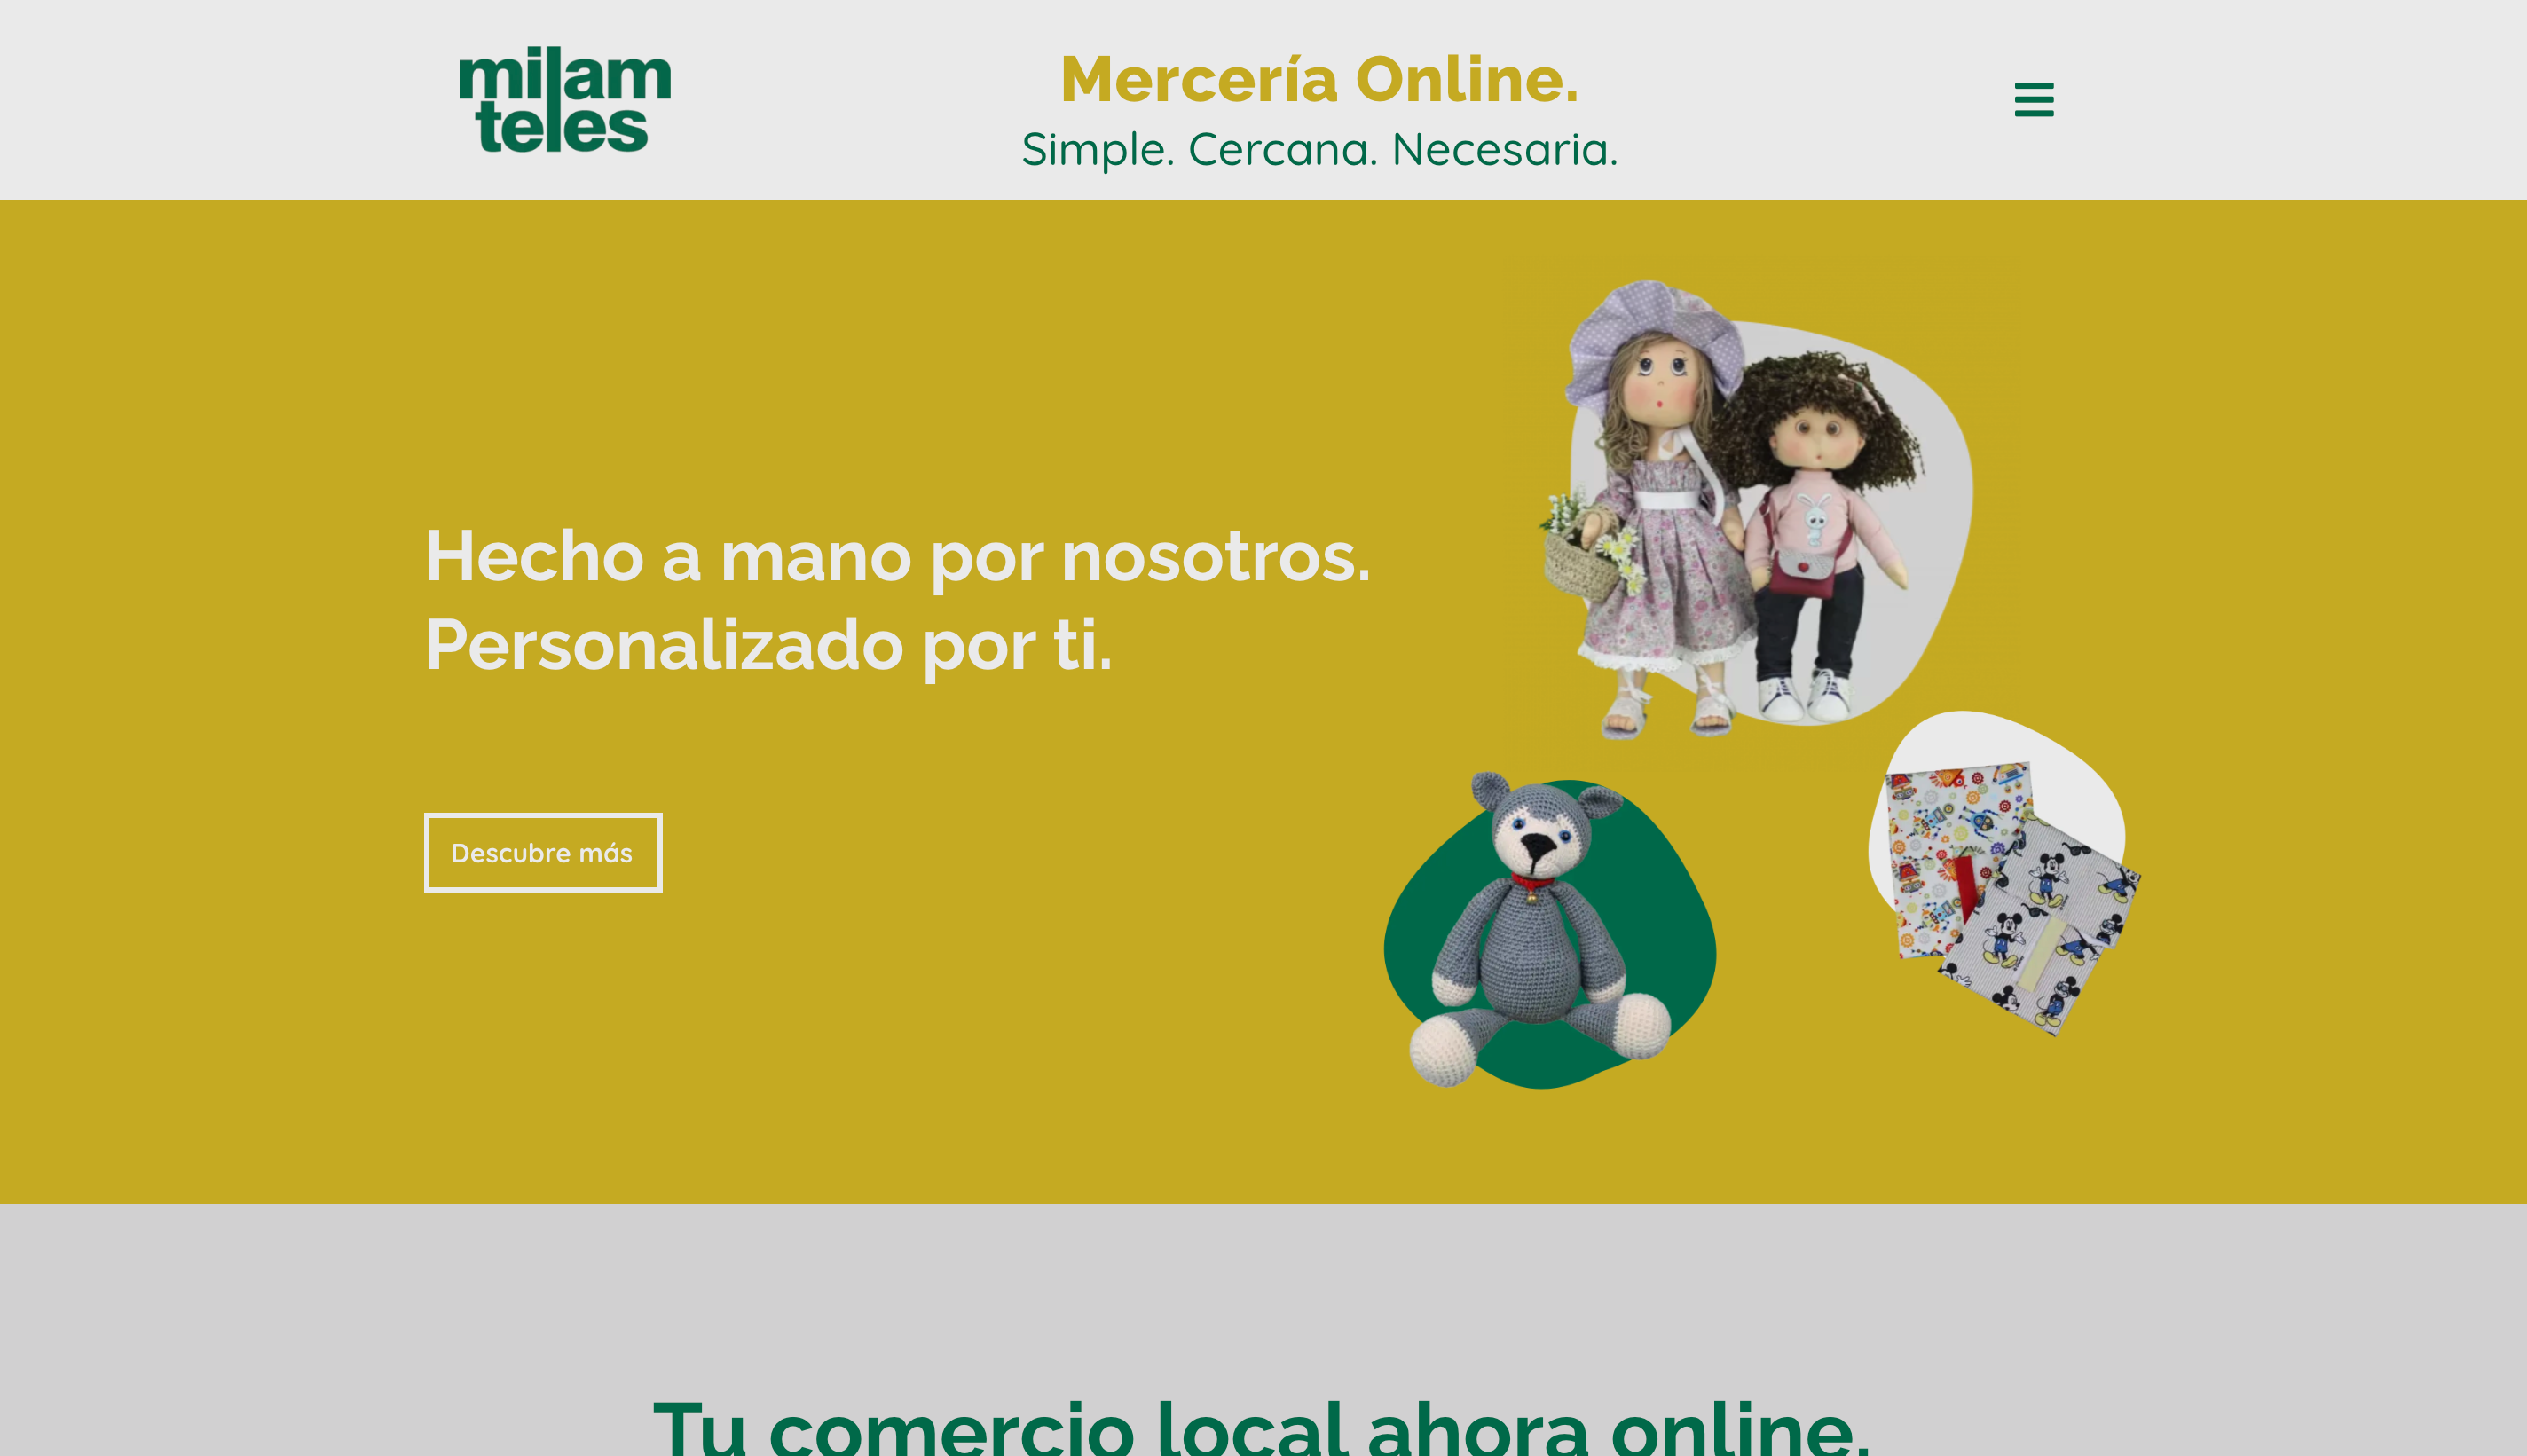 milam
teles
Mercería Online.
Simple. Cercana. Necesaria.
Hecho a mano por nosotros.
Personalizado por ti.
Descubre más
Tu comercio local ahora online.